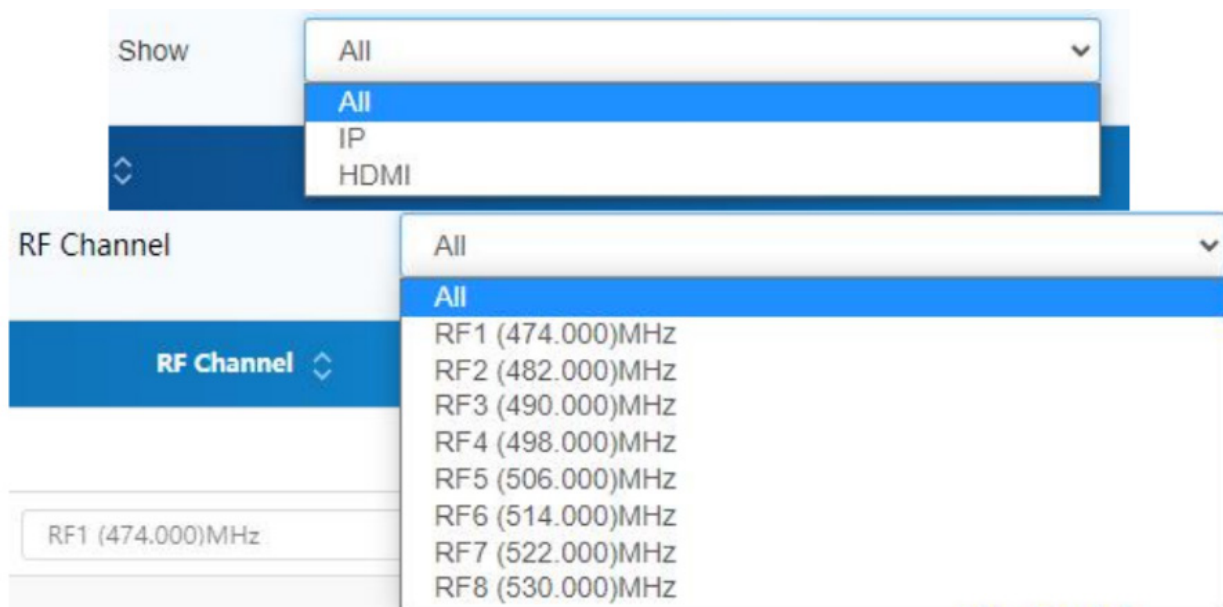 Show All
All
IP
HDMI
RF Channel All
All
RF1 (474.000)MHz
RF Channel RF2 (482.000)MHz
RF3 (490.000)MHz
RF4 (498.000)MHz
RF5 (506.000)MHz
RF6 (514.000)MHz
RF1 (474.000)MHz RF7 (522.000)MHz
RF8 (530.000)MHz